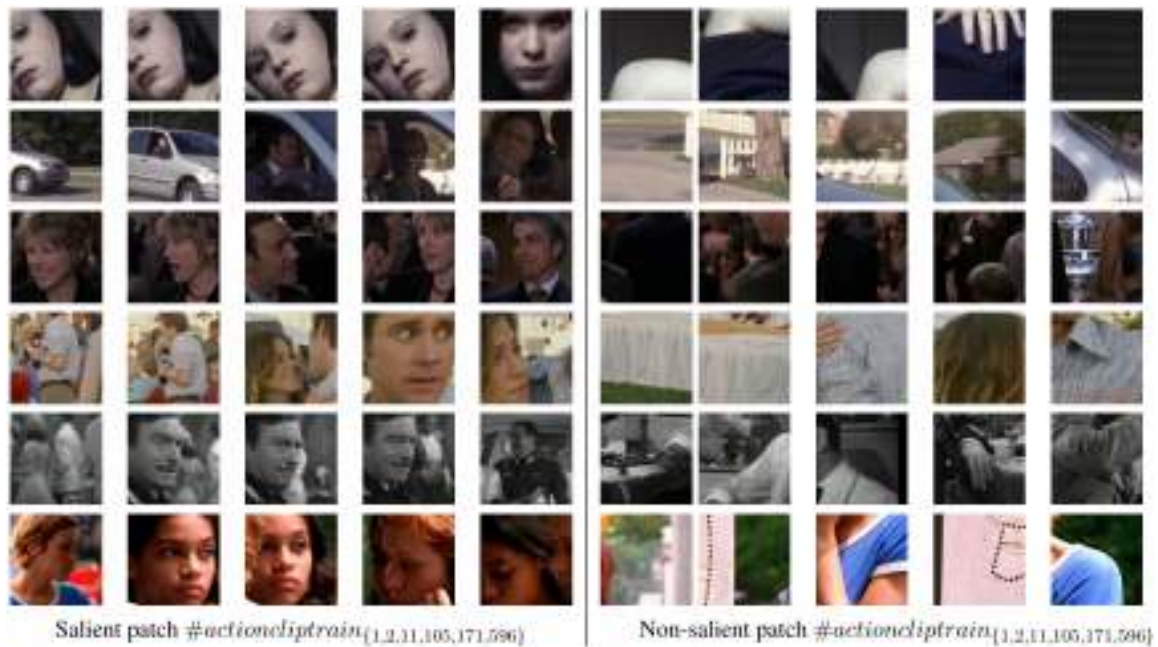 Salient patch #actioncliptrain{1,2,11,105,171,596}
Non-salient patch #actioncliptrain{1,2,11,105,171,596}